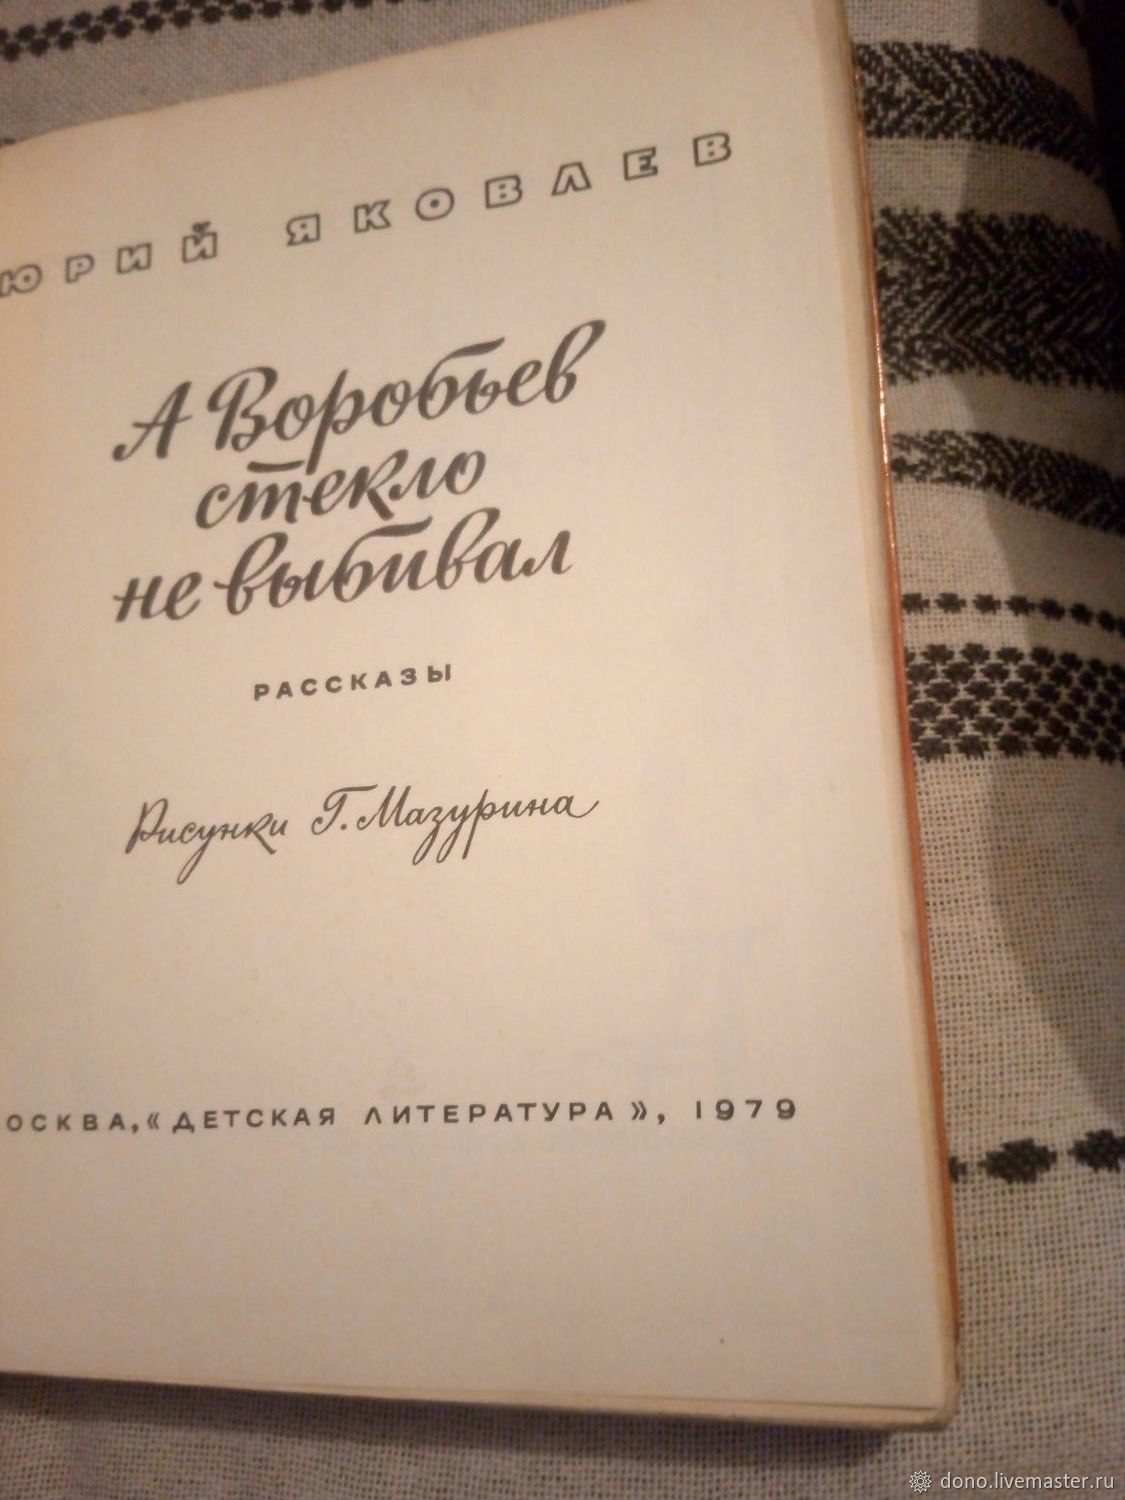 ЮРИЙ ЯКОВЛЕВ
А Воробьев
стекло
не выбивал
РАССКАЗЫ
Рисунки Г. Мазурина
ОСКВА, «ДЕТСКАЯ ЛИТЕРАТУРА», 1979
dono.livemaster.ru